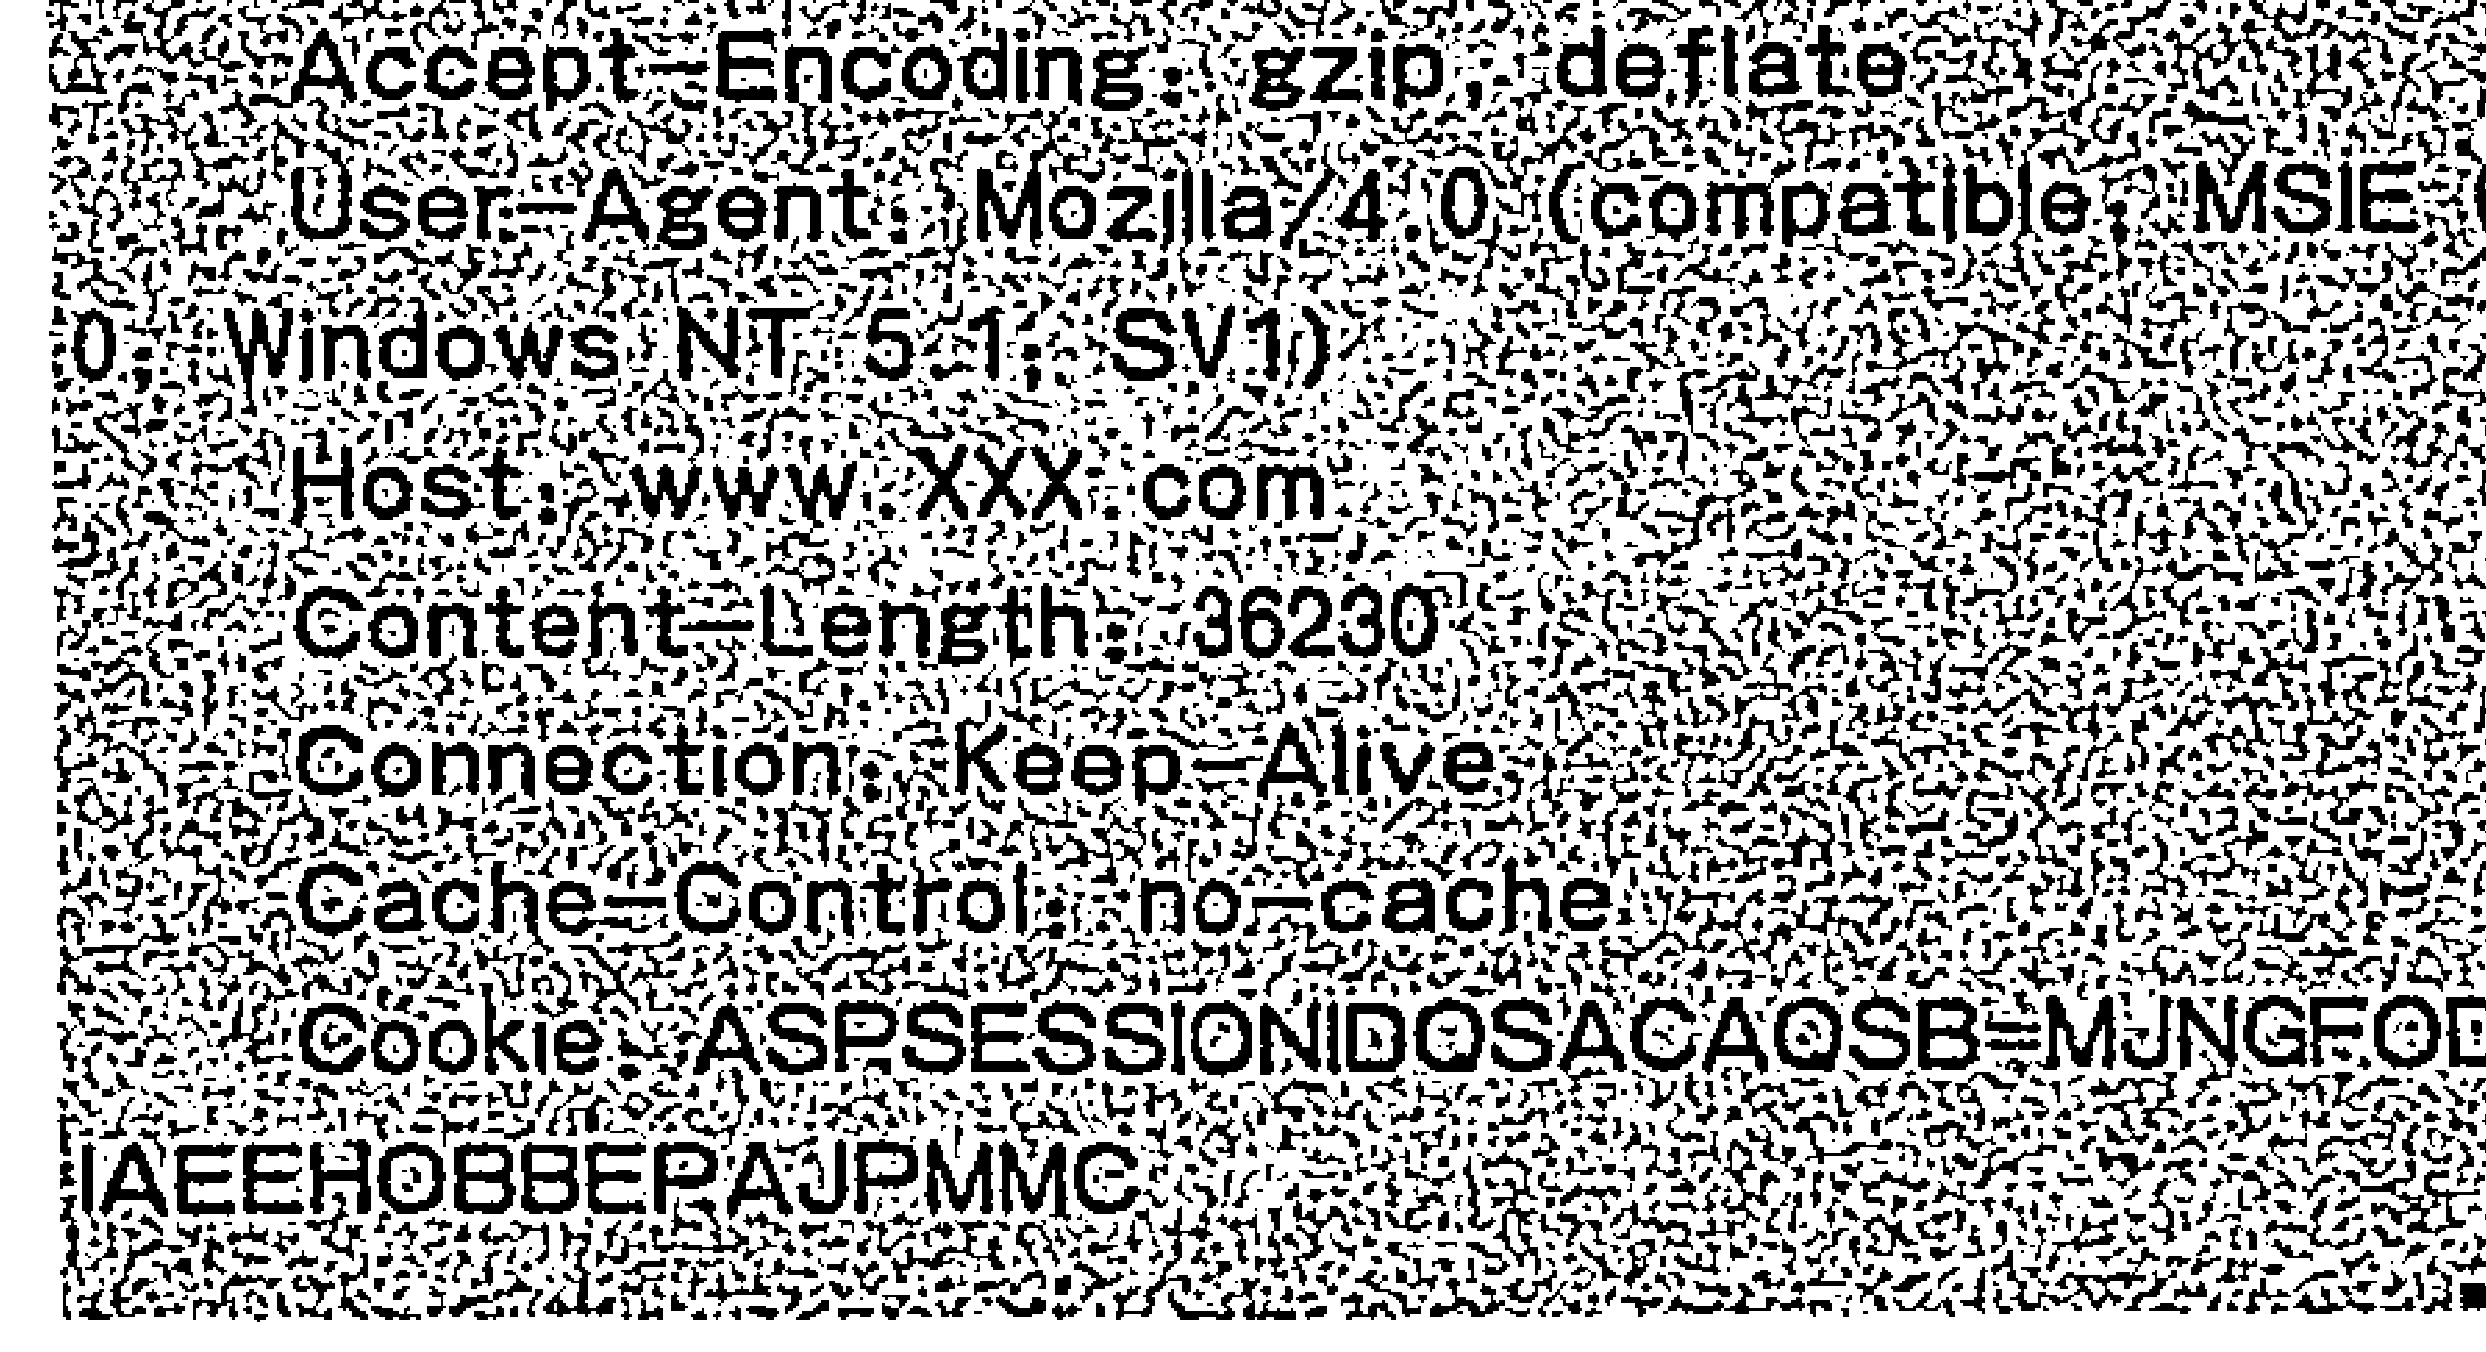 Accept-Encoding: gzip, deflate
User-Agent: Mozilla/4.0 (compatible; MSIE
0; Windows NT 5.1; SV1)
Host: www.XXX.com
Content-Length: 36230
Connection: Keep-Alive
Cache-Control: no-cache
Cookie: ASPSESSIONIDQSACAQSB=MJNGFOD
IAEEHOBBEPAJPMMC